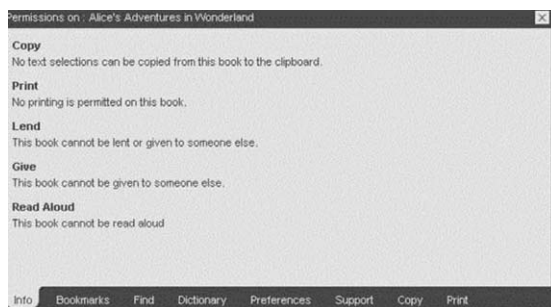 Permissions on : Alice's Adventures in Wonderland
Copy
No text selections can be copied from this book to the clipboard.
Print
No printing is permitted on this book.
Lend
This book cannot be lent or given to someone else.
Give
This book cannot be given to someone else.
Read Aloud
This book cannot be read aloud
Info Bookmarks Find Dictionary Preferences Support Copy Print